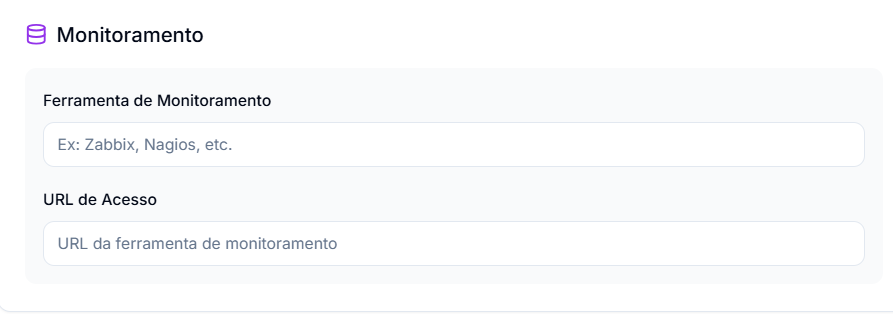 Monitoramento
Ferramenta de Monitoramento
Ex: Zabbix, Nagios, etc.
URL de Acesso
URL da ferramenta de monitoramento